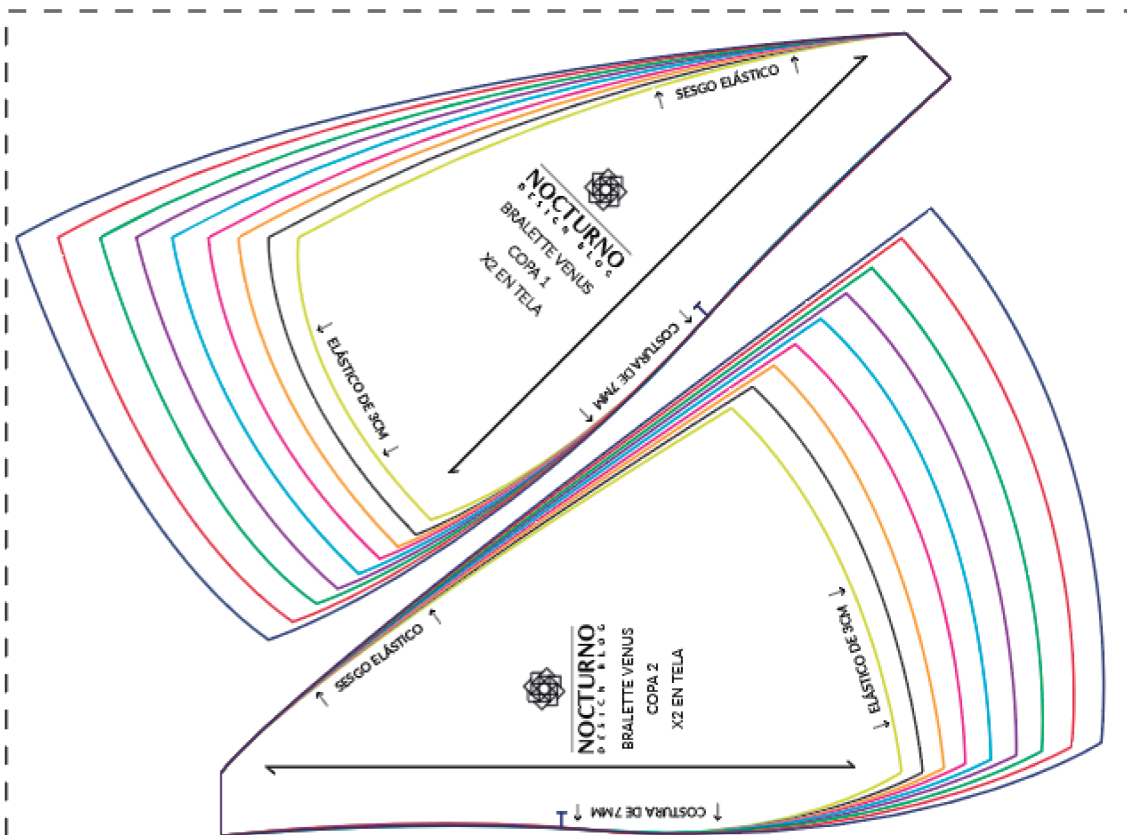 SESGO ELÁSTICO
NOCTURNO
DESIGN BLOG
BRALETTE VENUS
COPA 1
X2 EN TELA
ELÁSTICO DE 3CM
COSTURA DE 7MM
SESGO ELÁSTICO
NOCTURNO
DESIGN BLOG
BRALETTE VENUS
COPA 2
X2 EN TELA
ELÁSTICO DE 3CM
COSTURA DE 7MM